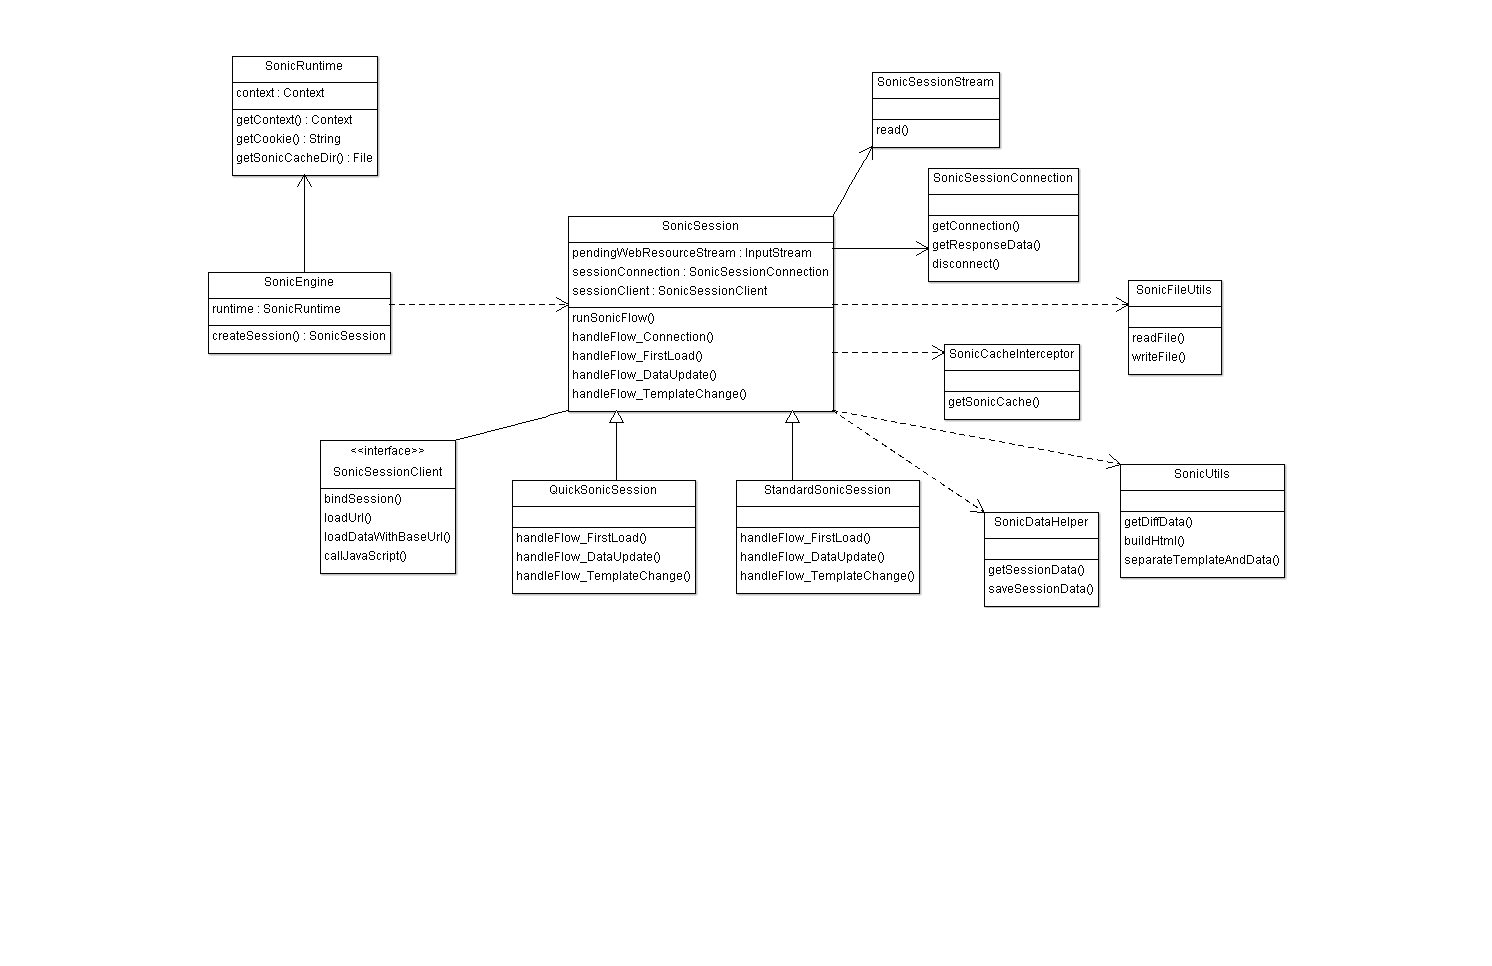 SonicRuntime
context : Context
getContext() : Context
getCookie() : String
getSonicCacheDir() : File
SonicSessionStream
read()
SonicSessionConnection
getConnection()
getResponseData()
disconnect()
SonicSession
pendingWebResourceStream : InputStream
sessionConnection : SonicSessionConnection
sessionClient : SonicSessionClient
runSonicFlow()
handleFlow_Connection()
handleFlow_FirstLoad()
handleFlow_DataUpdate()
handleFlow_TemplateChange()
SonicEngine
runtime : SonicRuntime
createSession() : SonicSession
SonicFileUtils
readFile()
writeFile()
SonicCacheInterceptor
getSonicCache()
<<interface>>
SonicSessionClient
bindSession()
loadUrl()
loadDataWithBaseUrl()
callJavaScript()
QuickSonicSession
handleFlow_FirstLoad()
handleFlow_DataUpdate()
handleFlow_TemplateChange()
StandardSonicSession
handleFlow_FirstLoad()
handleFlow_DataUpdate()
handleFlow_TemplateChange()
SonicDataHelper
getSessionData()
saveSessionData()
SonicUtils
getDiffData()
buildHtml()
separateTemplateAndData()